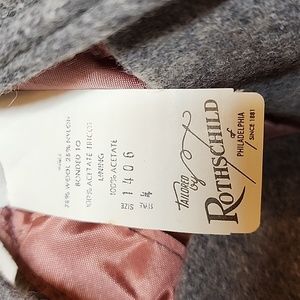 75% WOOL 25% NYLON
BONDED TO
100% ACETATE TRICOT
LINING
100% ACETATE
1406
STYLE
SIZE
14
TAILORED
by
ROTHSCHILD
of
PHILADELPHIA
SINCE 1881